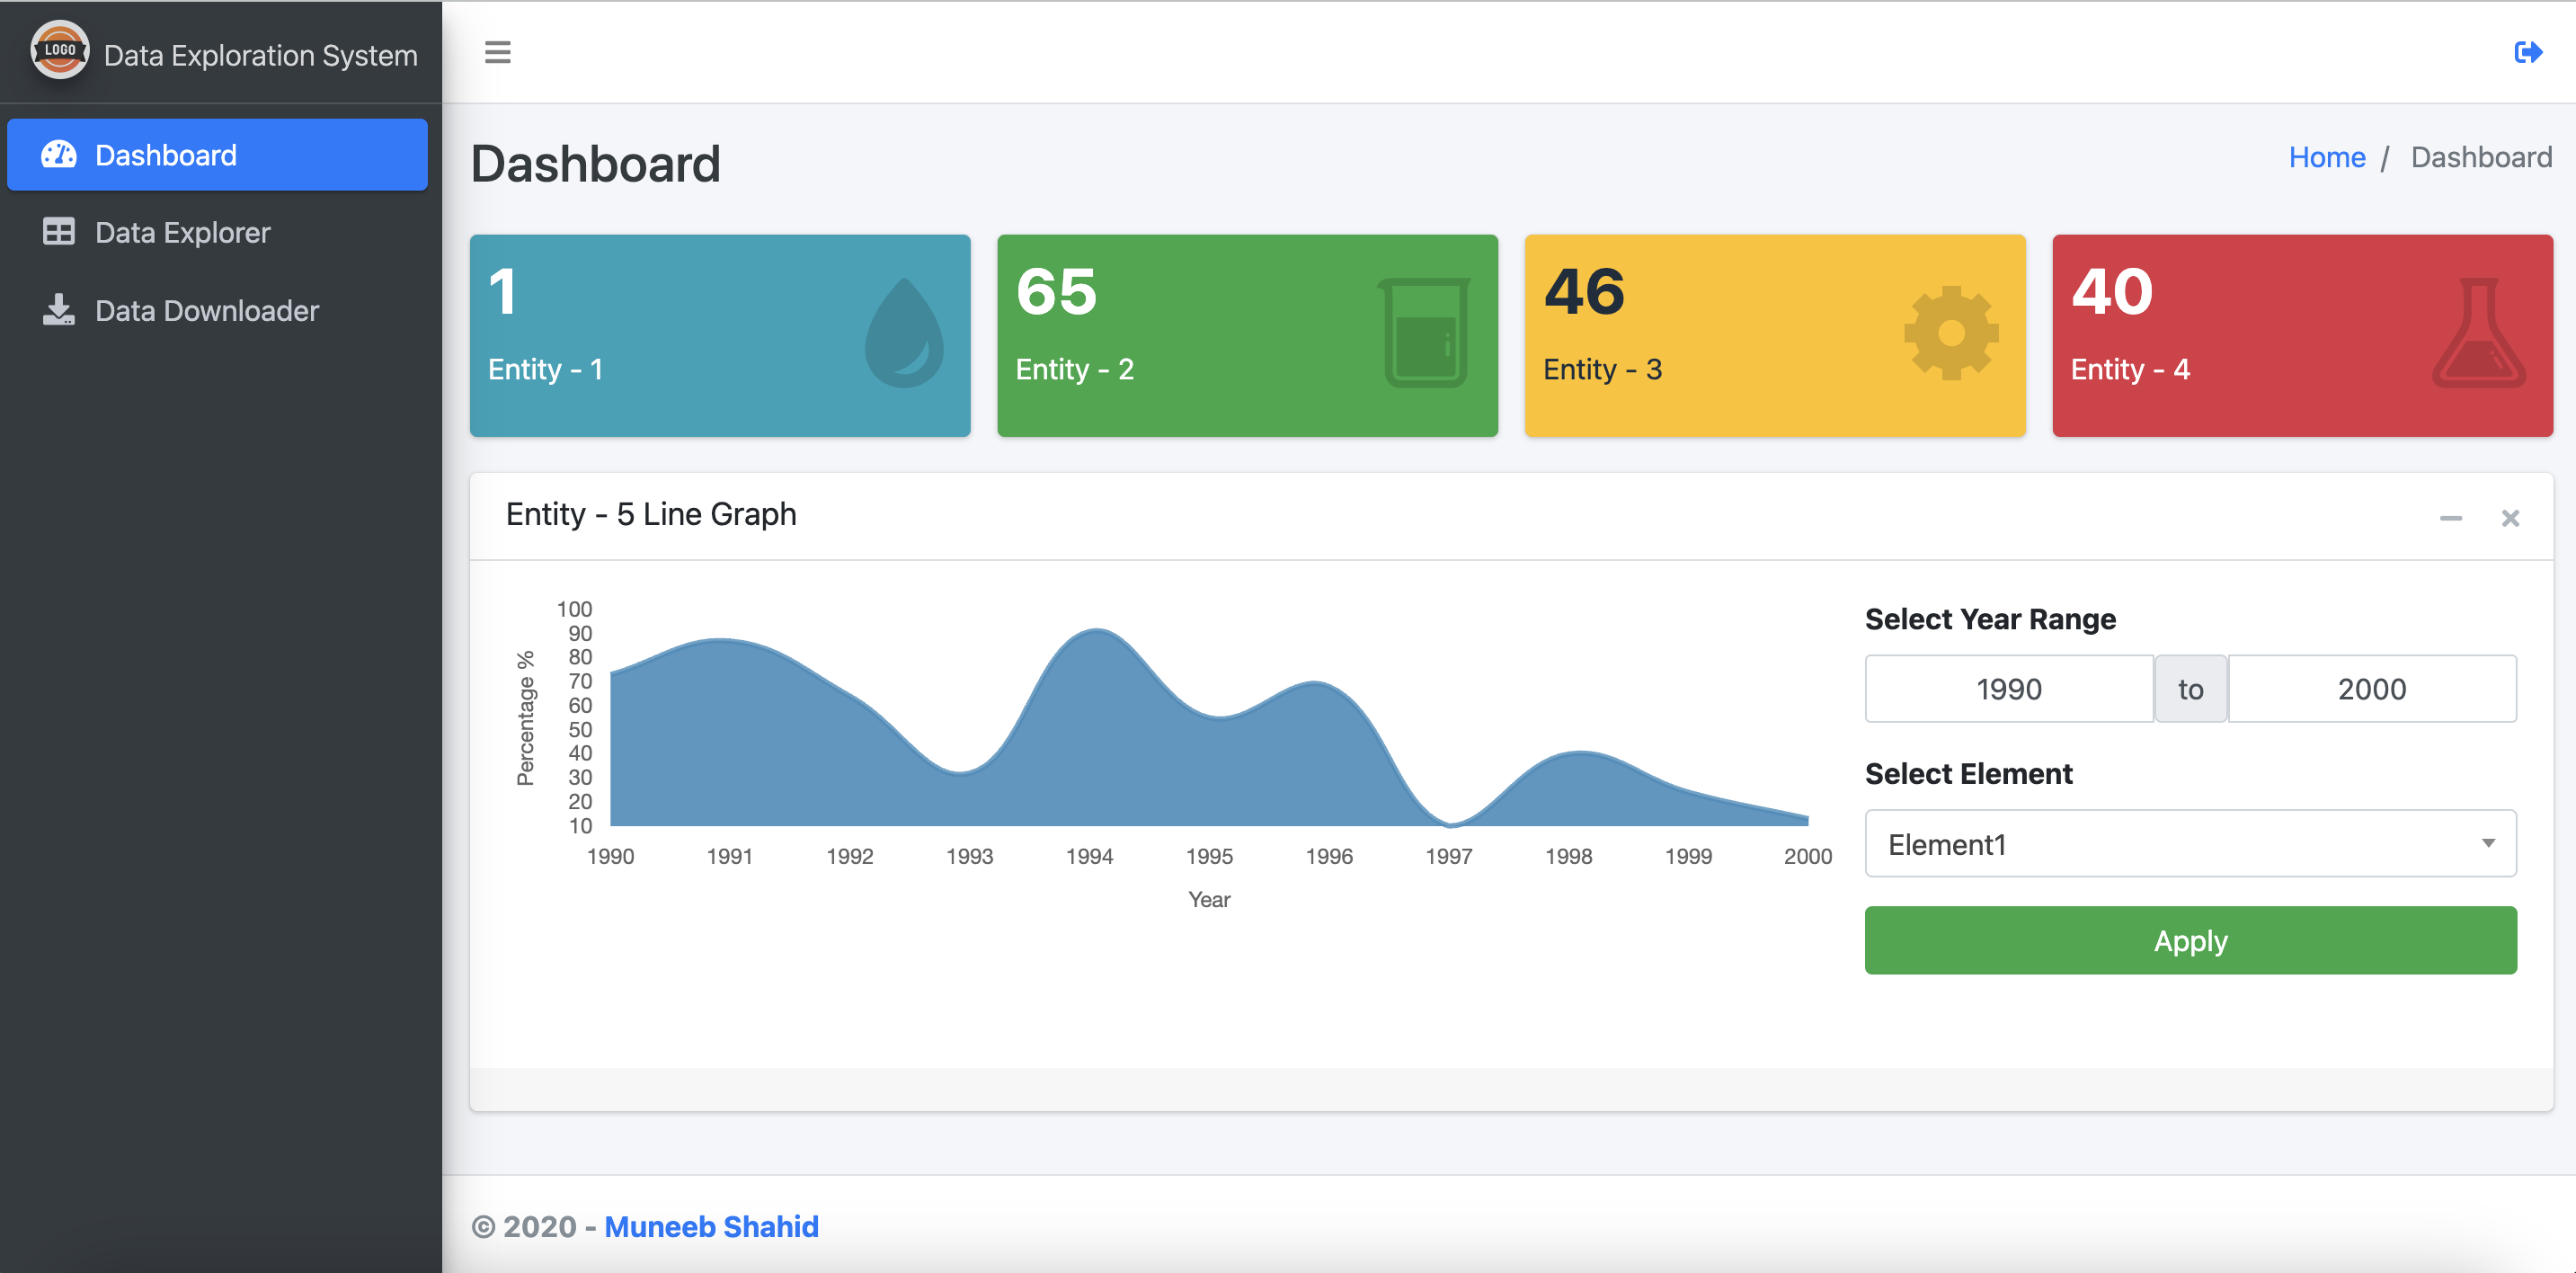 LOGO Data Exploration System
Dashboard
Data Explorer
Data Downloader
Dashboard
Home / Dashboard
1
Entity - 1
65
Entity - 2
46
Entity - 3
40
Entity - 4
Entity - 5 Line Graph
Percentage %
100
90
80
70
60
50
40
30
20
10
1990 1991 1992 1993 1994 1995 1996 1997 1998 1999 2000
Year
Select Year Range
1990 to 2000
Select Element
Element1
Apply
© 2020 - Muneeb Shahid